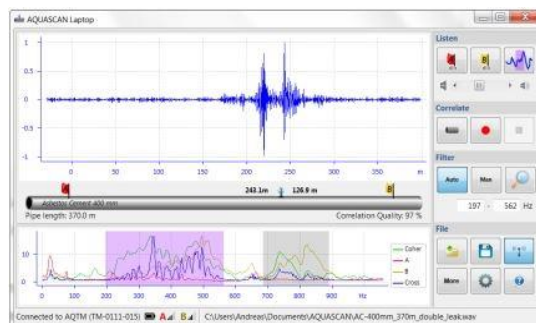 AQUASCAN Laptop
Listen
A
B
Correlate
Filter
Auto
Man
197 - 562 Hz
File
More
1
0.5
0
-0.5
-1
0 50 100 150 200 250 300 350 m
A
243.1m
126.9 m
B
Asbestos Cement 400 mm
Pipe length: 370.0 m
Correlation Quality: 97 %
10
0
0 100 200 300 400 500 600 700 800 900 Hz
Coher
A
B
Cross
Connected to AQTM (TM-0111-015)
A
B
C:\Users\Andreas\Documents\AQUASCAN\AC-400mm_370m_double_leak.wav